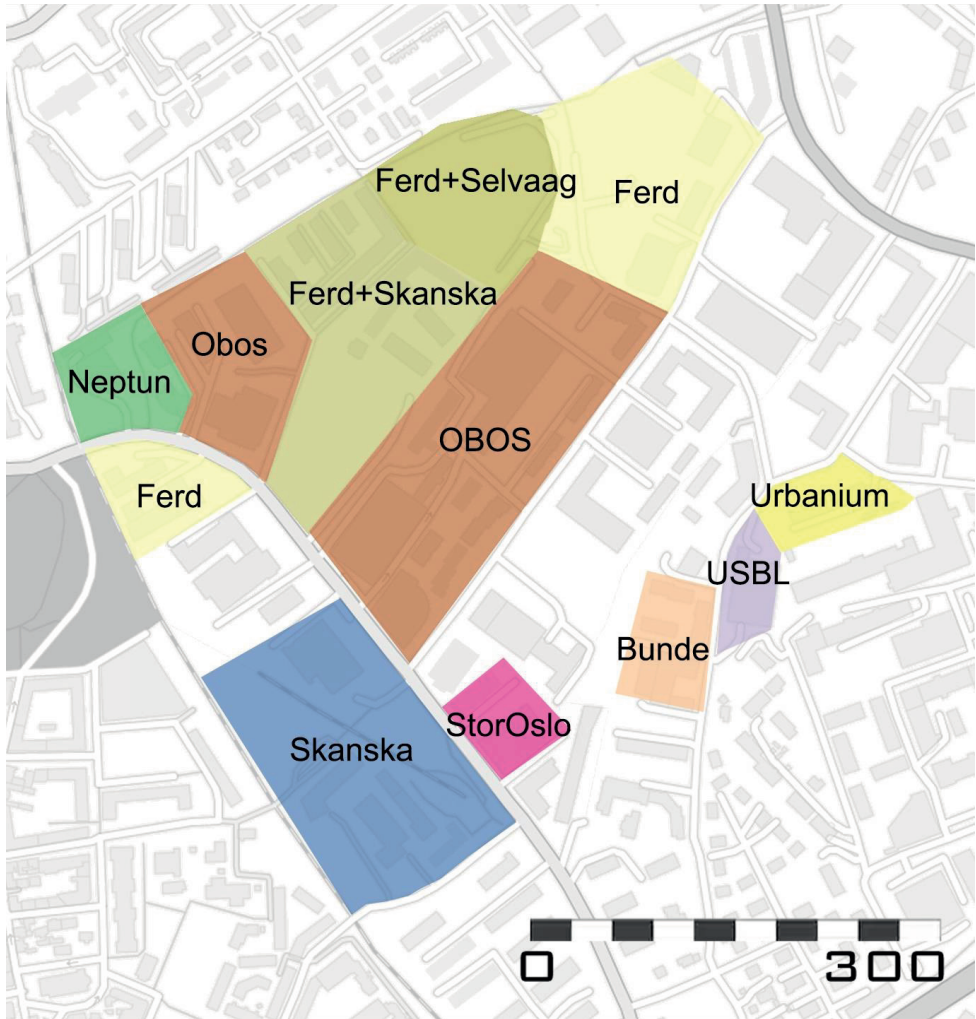 Ferd+Selvaag
Ferd
Ferd+Skanska
Obos
Neptun
OBOS
Ferd
Urbanium
USBL
Bunde
StorOslo
Skanska
0 300